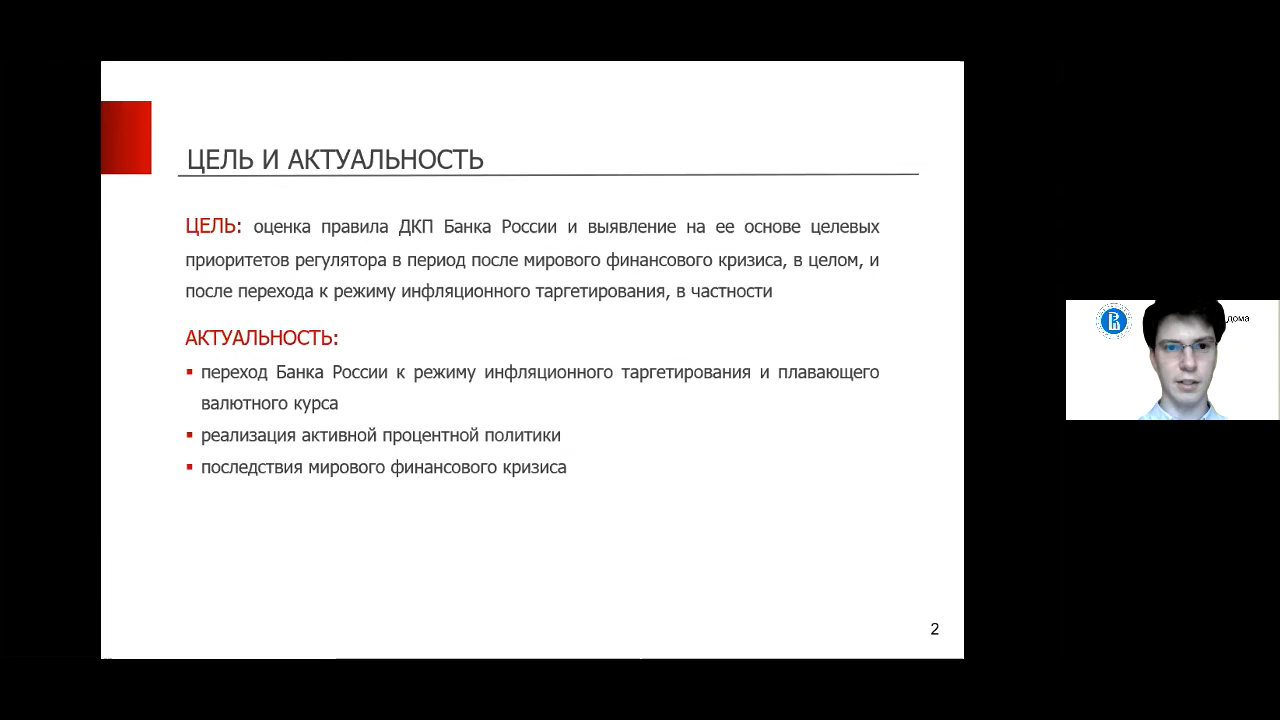 ЦЕЛЬ И АКТУАЛЬНОСТЬ
ЦЕЛЬ: оценка правила ДКП Банка России и выявление на ее основе целевых
приоритетов регулятора в период после мирового финансового кризиса, в целом, и
после перехода к режиму инфляционного таргетирования, в частности
АКТУАЛЬНОСТЬ:
▪ переход Банка России к режиму инфляционного таргетирования и плавающего
валютного курса
▪ реализация активной процентной политики
▪ последствия мирового финансового кризиса
2
дома